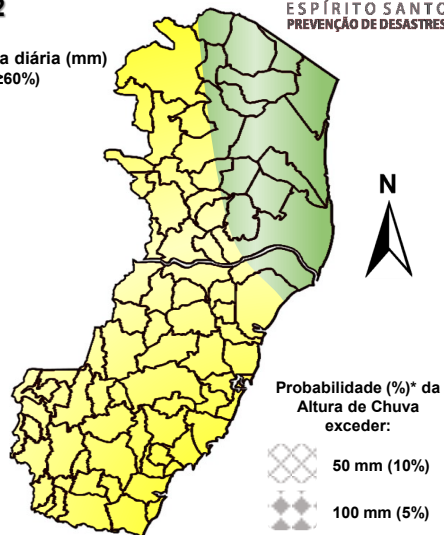 2
ESPÍRITO SANTO
PREVENÇÃO DE DESASTRES
a diária (mm)
≥60%)
N
Probabilidade (%)* da
Altura de Chuva
exceder:
50 mm (10%)
100 mm (5%)